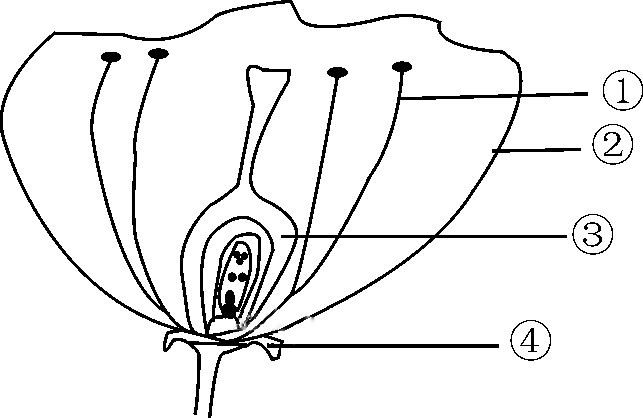 ①
②
③
④